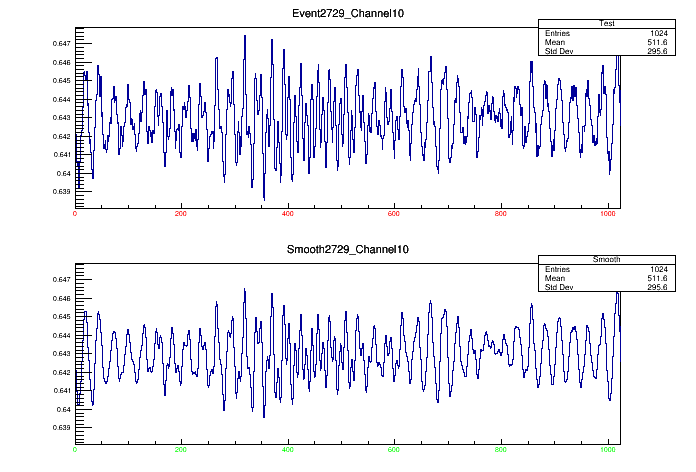 Event2729_Channel10
Test
Entries 1024
Mean 511.6
Std Dev 295.6
0.647
0.646
0.645
0.644
0.643
0.642
0.641
0.64
0.639
0 200 400 600 800 1000
Smooth2729_Channel10
Smooth
Entries 1024
Mean 511.6
Std Dev 295.6
0.647
0.646
0.645
0.644
0.643
0.642
0.641
0.64
0.639
0 200 400 600 800 1000